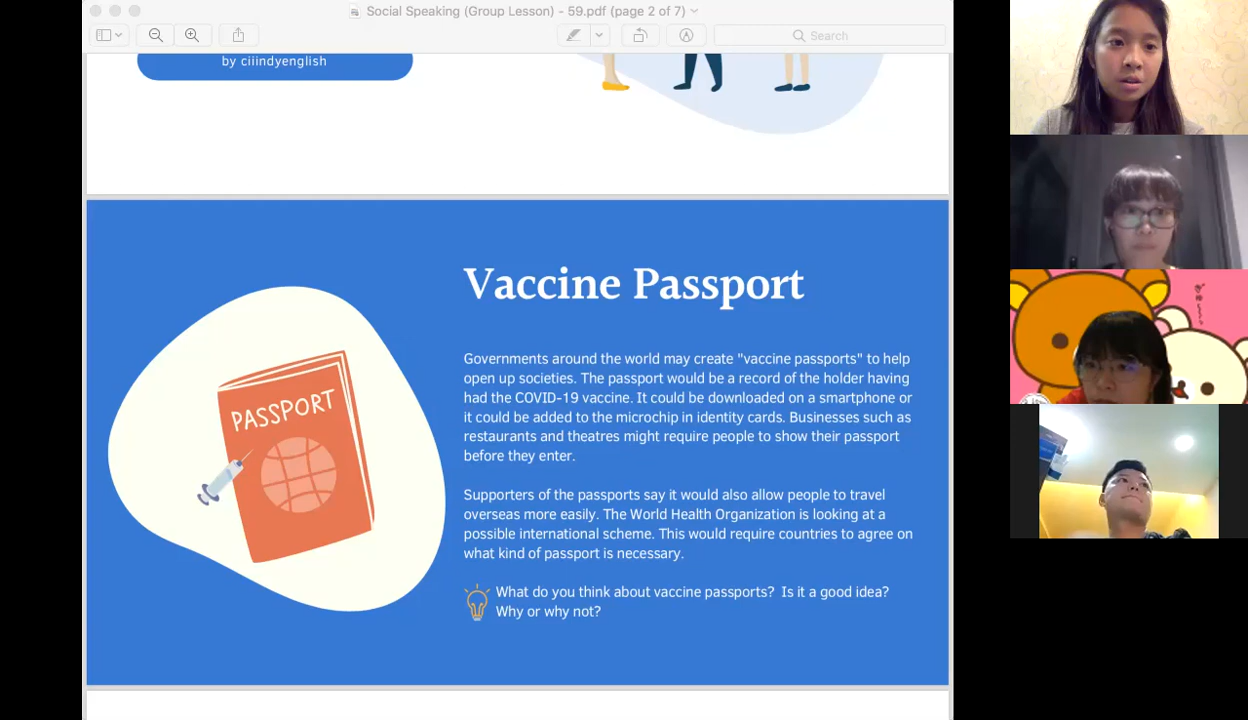 Social Speaking (Group Lesson) - 59.pdf (page 2 of 7)
Search
by ciiindyenglish
Vaccine Passport
PASSPORT
Governments around the world may create "vaccine passports" to help
open up societies. The passport would be a record of the holder having
had the COVID-19 vaccine. It could be downloaded on a smartphone or
it could be added to the microchip in identity cards. Businesses such as
restaurants and theatres might require people to show their passport
before they enter.
Supporters of the passports say it would also allow people to travel
overseas more easily. The World Health Organization is looking at a
possible international scheme. This would require countries to agree on
what kind of passport is necessary.
What do you think about vaccine passports?  Is it a good idea?
Why or why not?